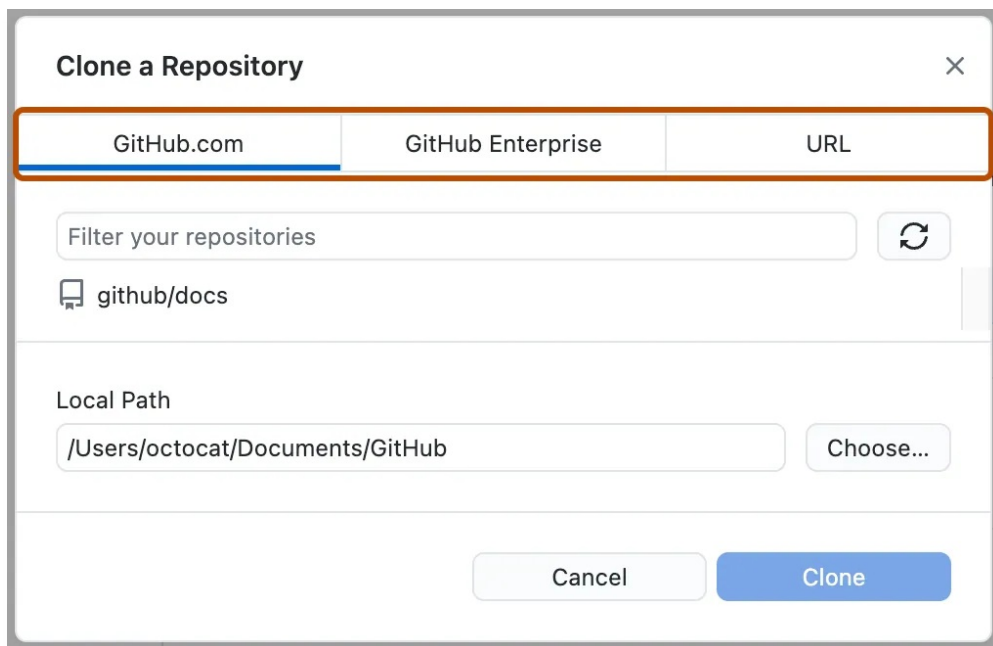 Clone a Repository
GitHub.com GitHub Enterprise URL
Filter your repositories
github/docs
Local Path
/Users/octocat/Documents/GitHub Choose...
Cancel Clone